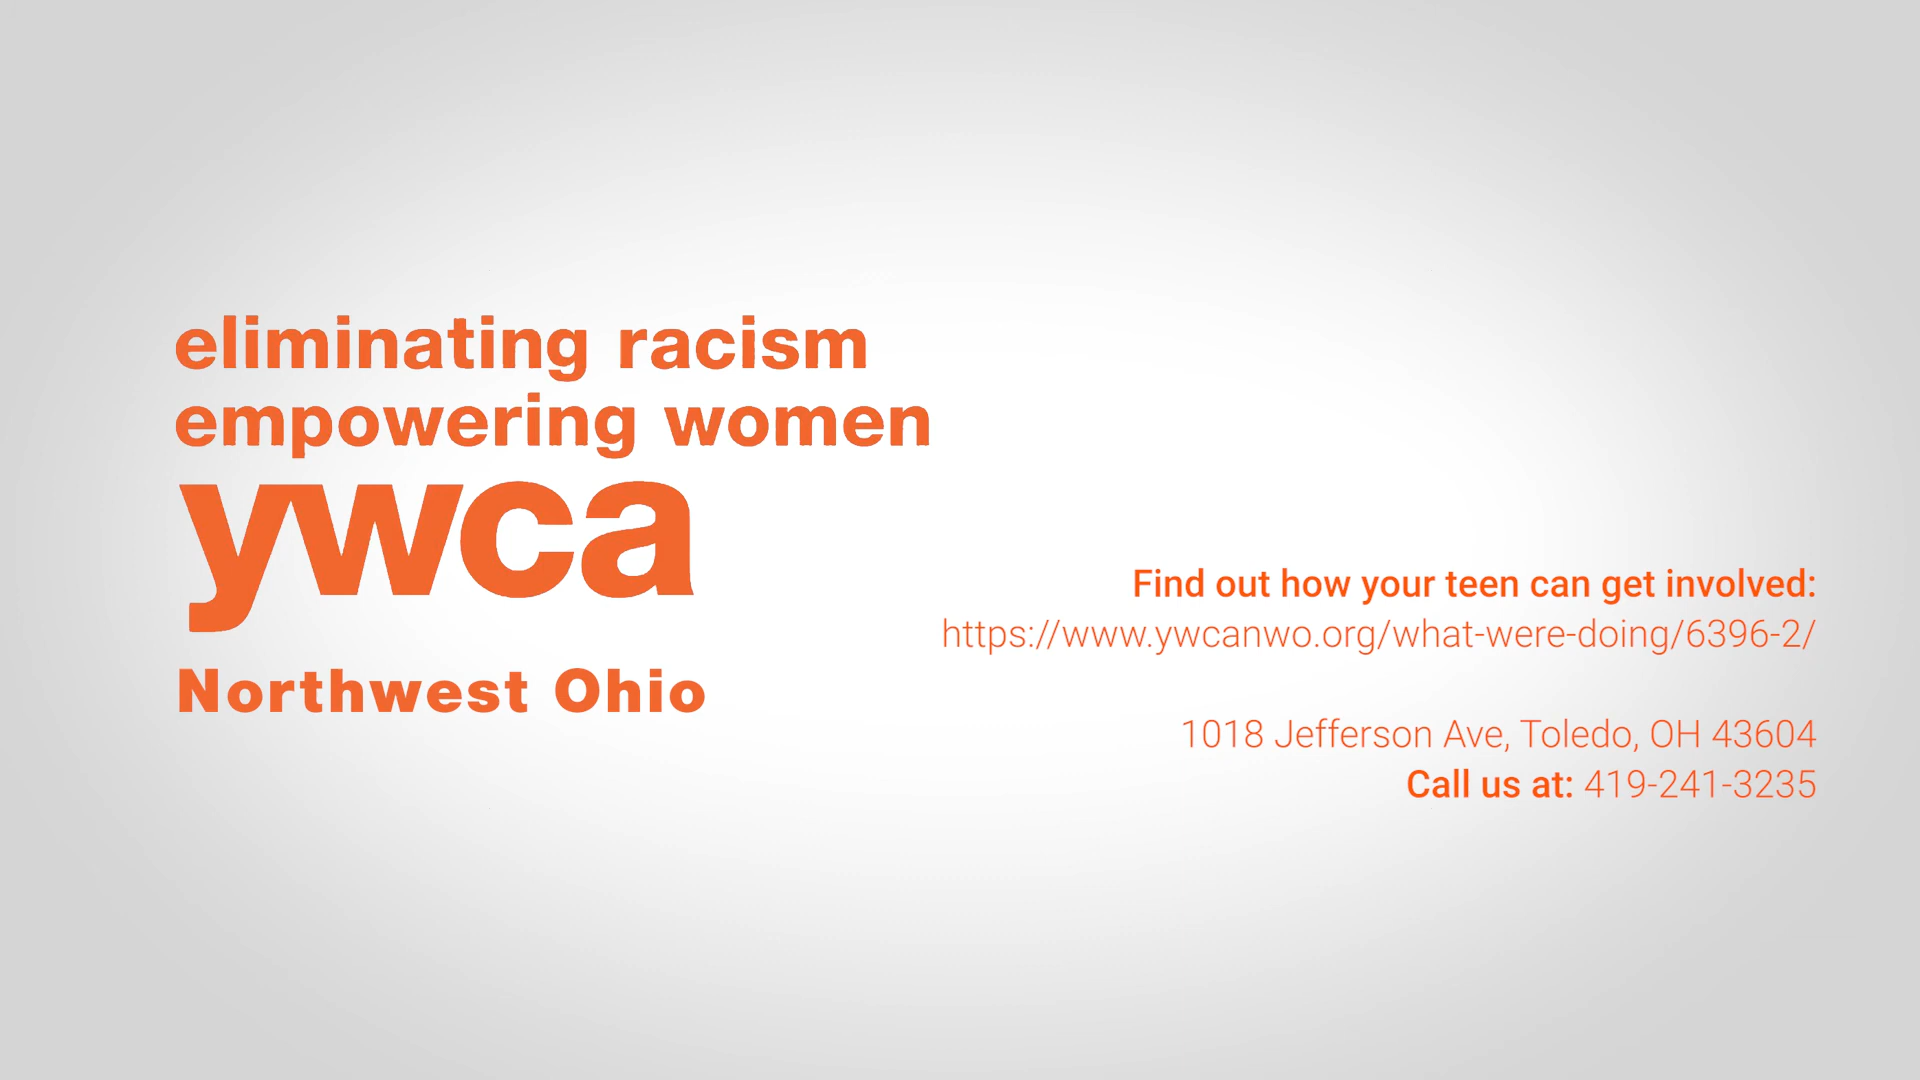 eliminating racism
empowering women
ywca
Northwest Ohio
Find out how your teen can get involved:
https://www.ywcanwo.org/what-were-doing/6396-2/
1018 Jefferson Ave, Toledo, OH 43604
Call us at: 419-241-3235